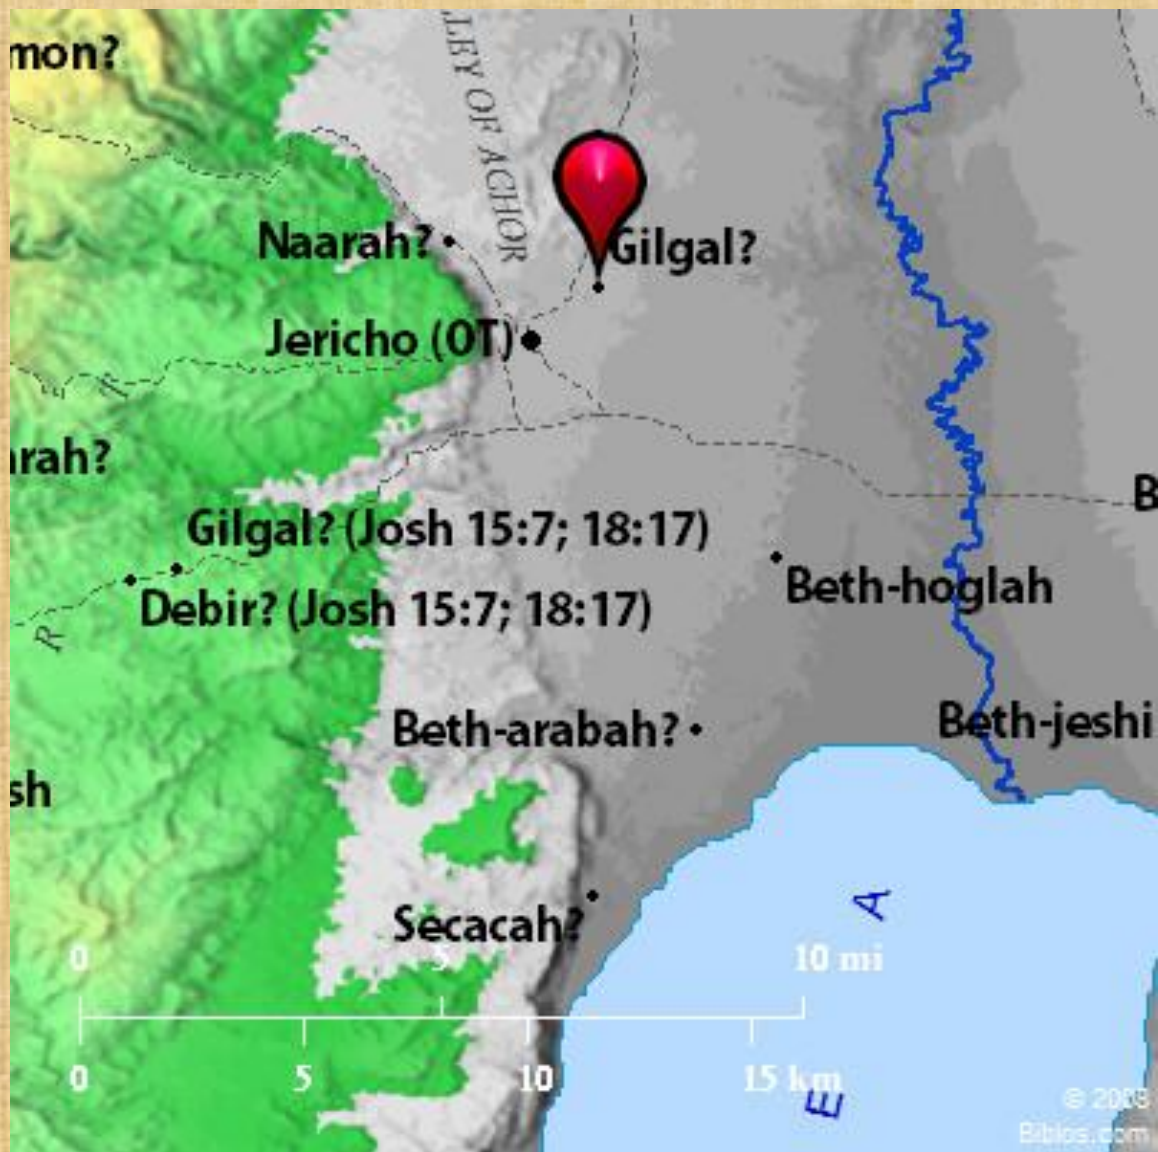 mon?
LLEY OF ACHOR
Naarah?
Gilgal?
Jericho (OT)
arah?
B
Gilgal? (Josh 15:7; 18:17)
Beth-hoglah
Debir? (Josh 15:7; 18:17)
R
Beth-arabah?
Beth-jeshi
sh
A
Secacah?
0 5 10 mi
0 5 10 15 km
E
© 2008
Biblos.com